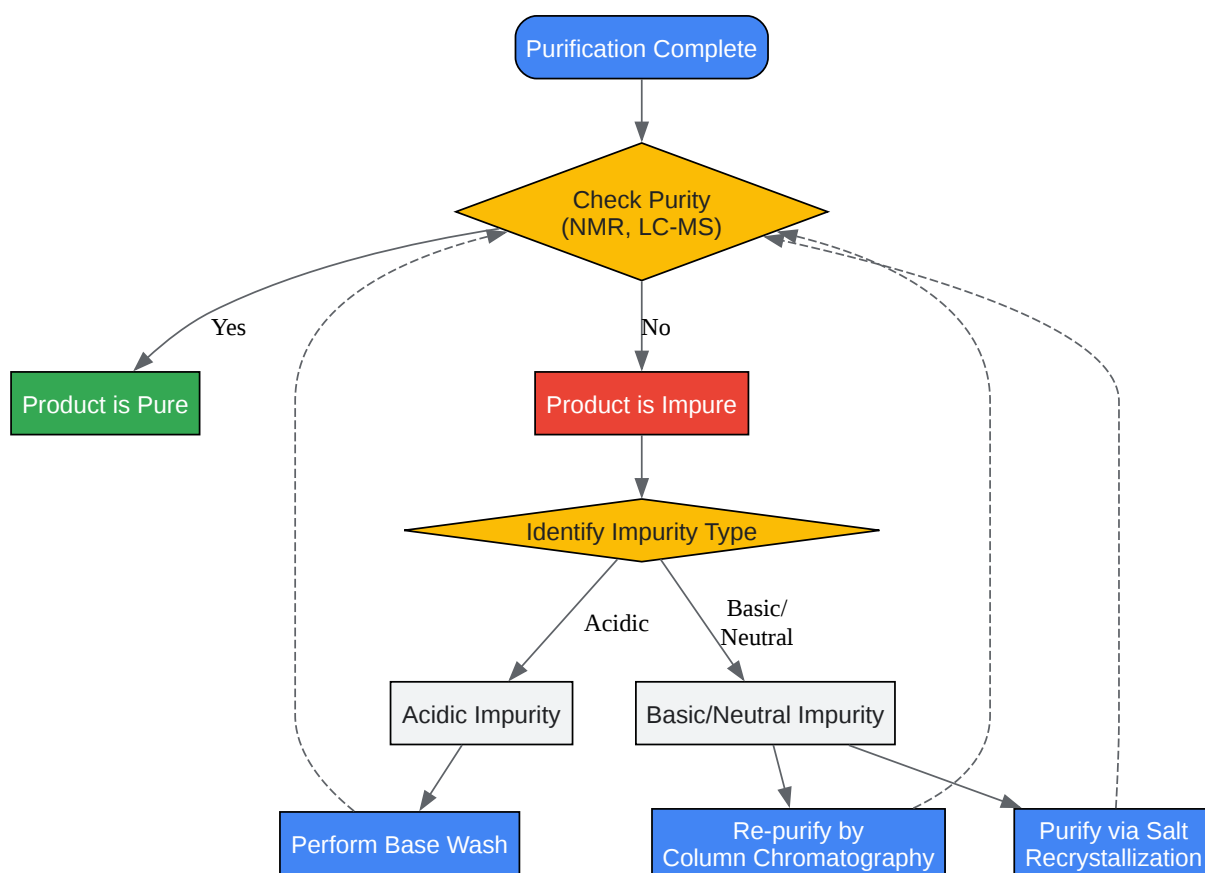 Purification Complete
Check Purity
(NMR, LC-MS)
Yes
No
Product is Pure
Product is Impure
Identify Impurity Type
Acidic
Basic/
Neutral
Acidic Impurity
Basic/Neutral Impurity
Perform Base Wash
Re-purify by
Column Chromatography
Purify via Salt
Recrystallization